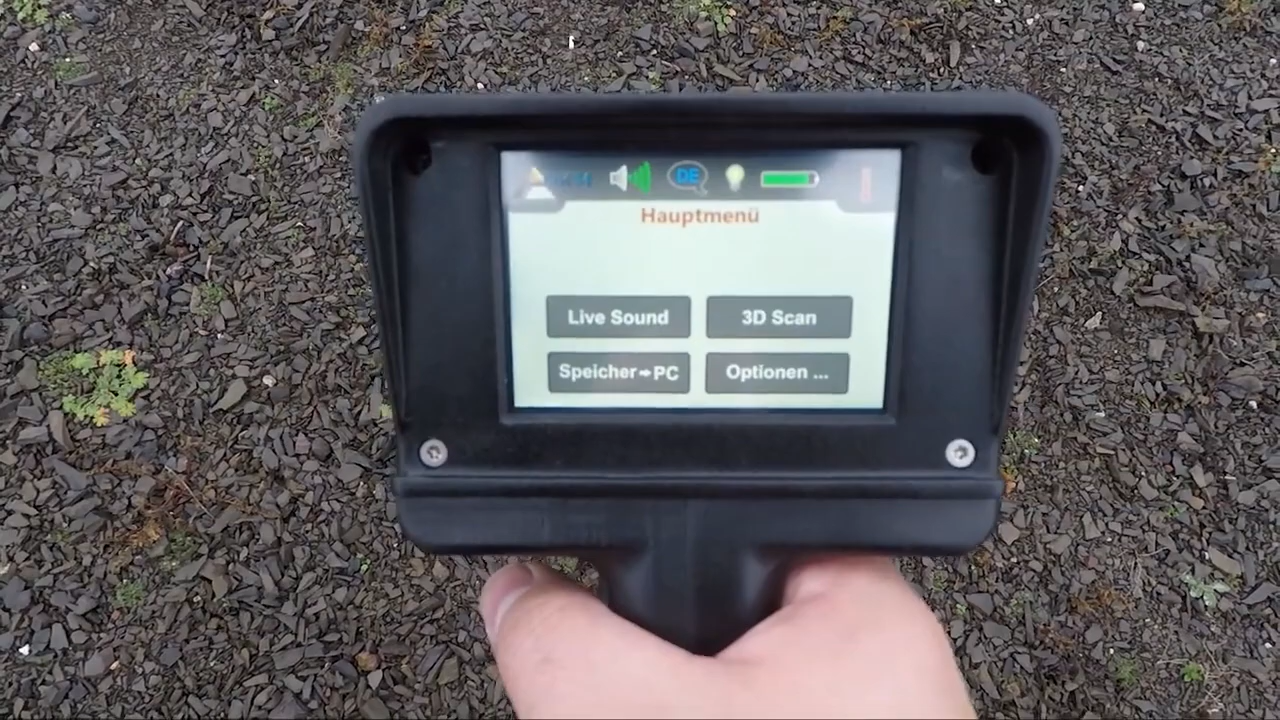 DE
Hauptmenü
Live Sound
3D Scan
Speicher→PC
Optionen ...